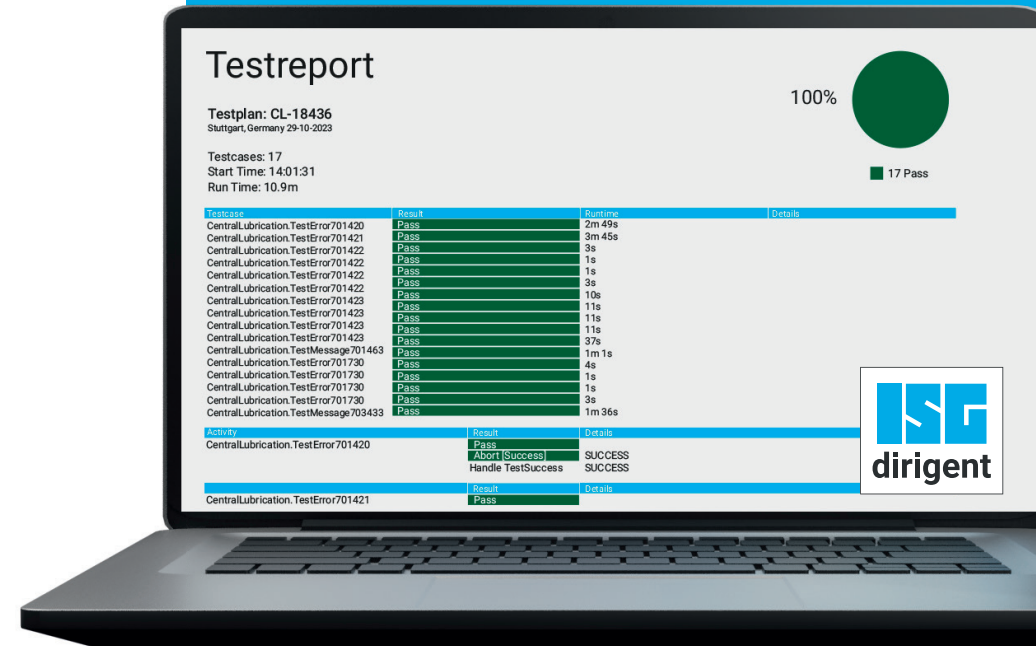 Testreport
Testplan: CL-18436
Stuttgart, Germany 29-10-2023
Testcases: 17
Start Time: 14:01:31
Run Time: 10.9m
100%
17 Pass
Testcase Result Runtime Details
CentralLubrication.TestError701420 Pass 2m 49s
CentralLubrication.TestError701421 Pass 3m 45s
CentralLubrication.TestError701422 Pass 3s
CentralLubrication.TestError701422 Pass 1s
CentralLubrication.TestError701422 Pass 1s
CentralLubrication.TestError701422 Pass 3s
CentralLubrication.TestError701423 Pass 10s
CentralLubrication.TestError701423 Pass 11s
CentralLubrication.TestError701423 Pass 11s
CentralLubrication.TestError701423 Pass 11s
Pass 37s
CentralLubrication.TestMessage701463 Pass 1m 1s
CentralLubrication.TestError701730 Pass 4s
CentralLubrication.TestError701730 Pass 1s
CentralLubrication.TestError701730 Pass 1s
CentralLubrication.TestError701730 Pass 3s
CentralLubrication.TestMessage703433 Pass 1m 36s
Activity Result Details
CentralLubrication.TestError701420 Pass
Abort [Success] SUCCESS
Handle TestSuccess SUCCESS
Result Details
CentralLubrication.TestError701421 Pass
ISG
dirigent